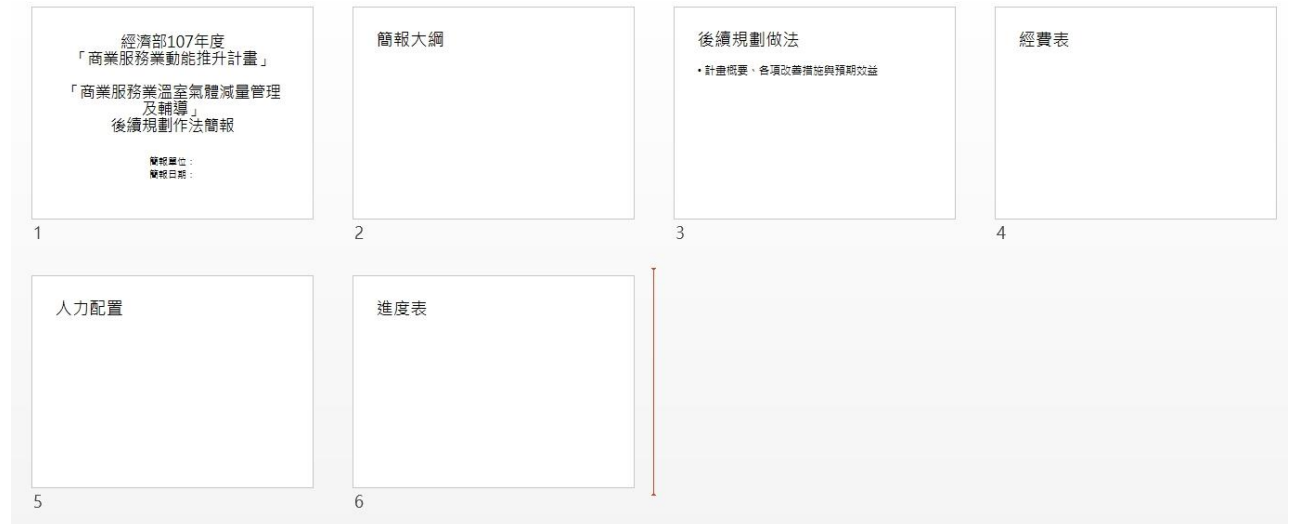 經濟部107年度
「商業服務業動能推升計畫」
「商業服務業溫室氣體減量管理
及輔導」
後續規劃作法簡報
簡報單位：
簡報日期：
1
簡報大綱
2
後續規劃做法
•計畫概要、各項改善措施與預期效益
3
經費表
4
人力配置
5
進度表
6